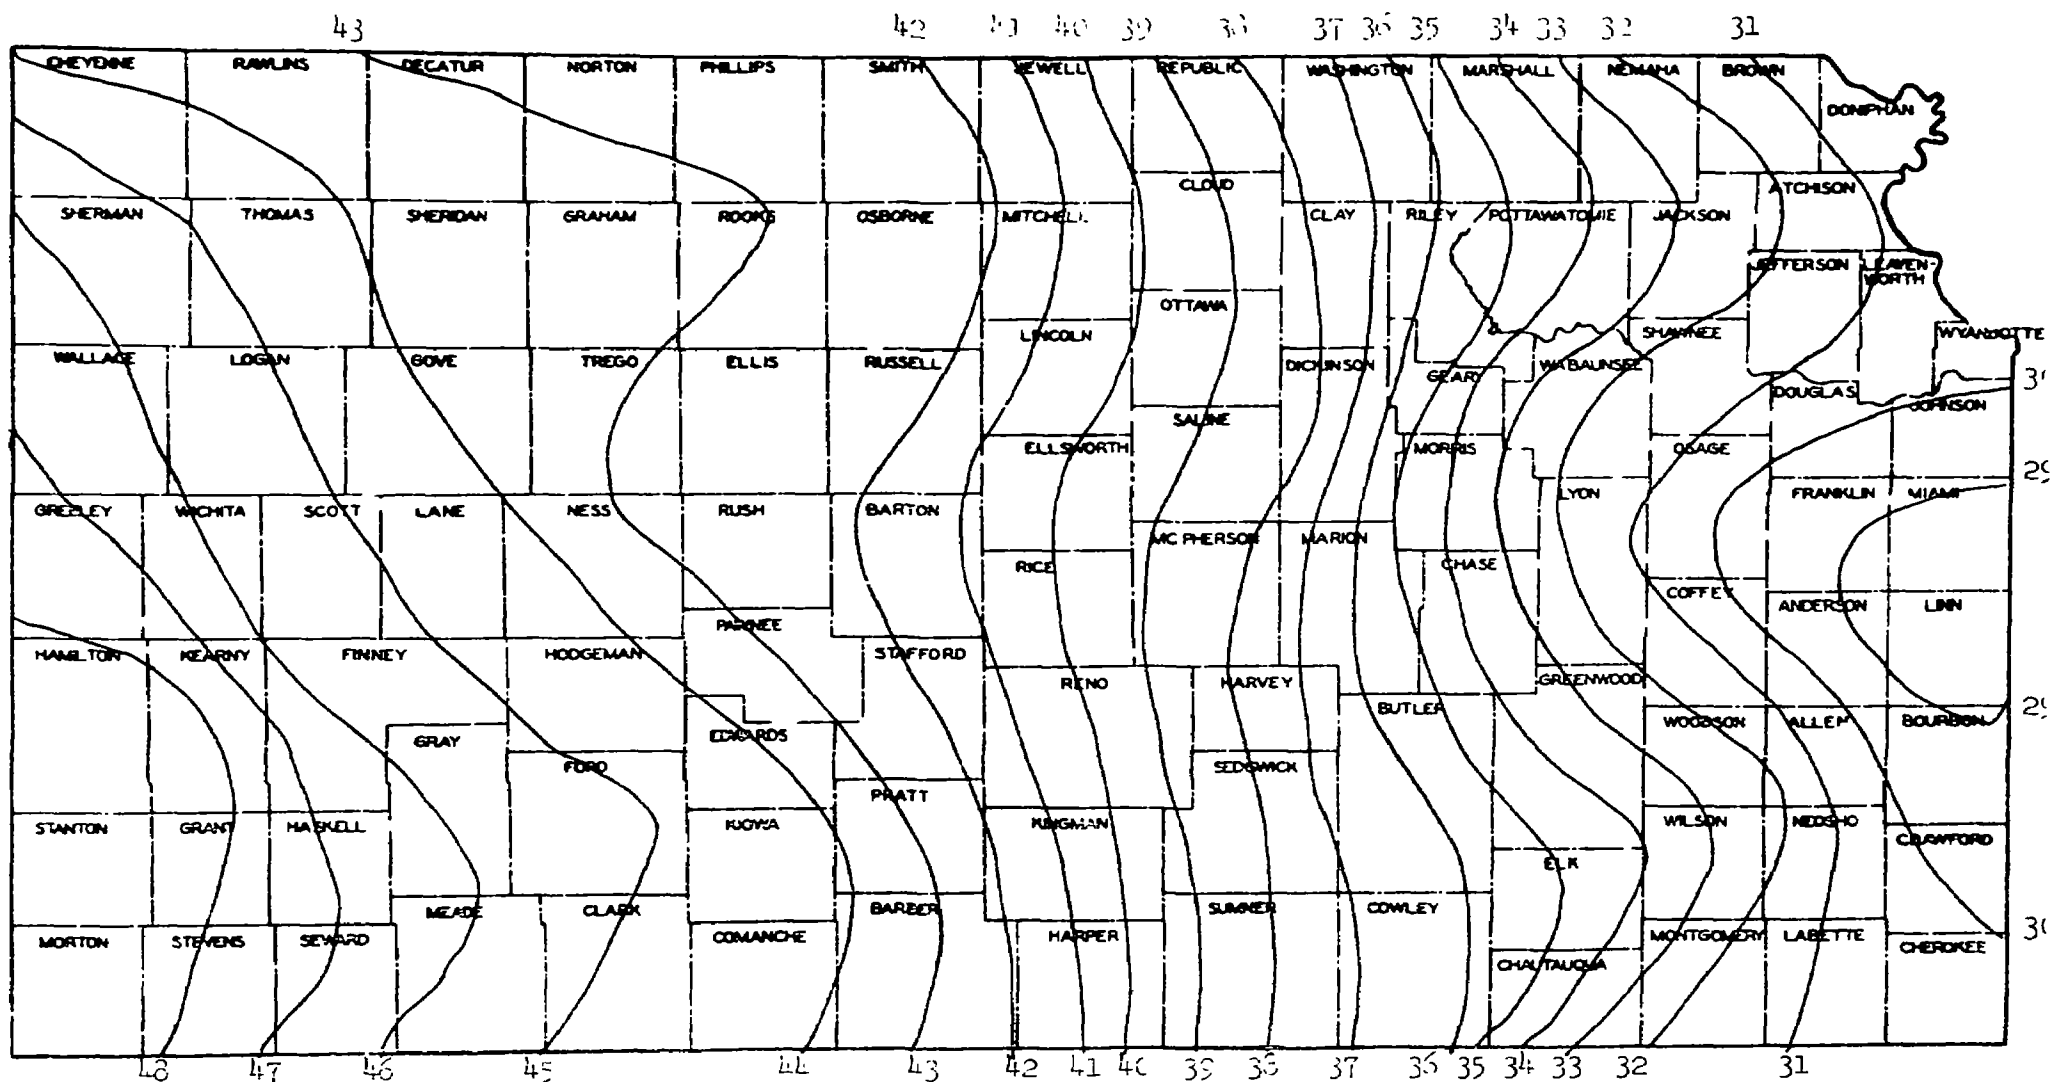 43 42 41 40 39 38 37 36 35 34 33 32 31
CHEYENNE RAWLINS DECATUR NORTON PHILLIPS SMITH JEWELL REPUBLIC WASHINGTON MARSHALL NEMAHA BROWN
DONIPHAN
CLOUD ATCHISON
SHERMAN THOMAS SHERIDAN GRAHAM ROOKS OSBORNE MITCHELL CLAY RILEY POTTAWATOMIE JACKSON
JEFFERSON LEAVEN-
WORTH
OTTAWA
LINCOLN SHAWNEE WYANDOTTE
WALLACE LOGAN GOVE TREGO ELLIS RUSSELL DICKINSON GEARY WABAUNSEE
DOUGLAS JOHNSON
SALINE
ELLSWORTH MORRIS OSAGE
29
GREELEY WICHITA SCOTT LANE NESS RUSH BARTON LYON FRANKLIN MIAMI
MC PHERSON MARION
RICE CHASE
COFFEY ANDERSON LINN
PAWNEE
HAMILTON KEARNY FINNEY HODGEMAN STAFFORD
RENO HARVEY GREENWOOD
BUTLER
WOODSON ALLEN BOURBON 29
GRAY EDWARDS
FORD SEDGWICK
PRATT
STANTON GRANT HASKELL KIOWA KINGMAN WILSON NEOSHO
CRAWFORD
ELK
MEADE CLARK BARBER SUMNER COWLEY
MORTON STEVENS SEWARD COMANCHE HARPER MONTGOMERY LABETTE CHEROKEE
CHAUTAUQUA
48 47 46 45 44 43 42 41 40 39 38 37 36 35 34 33 32 31